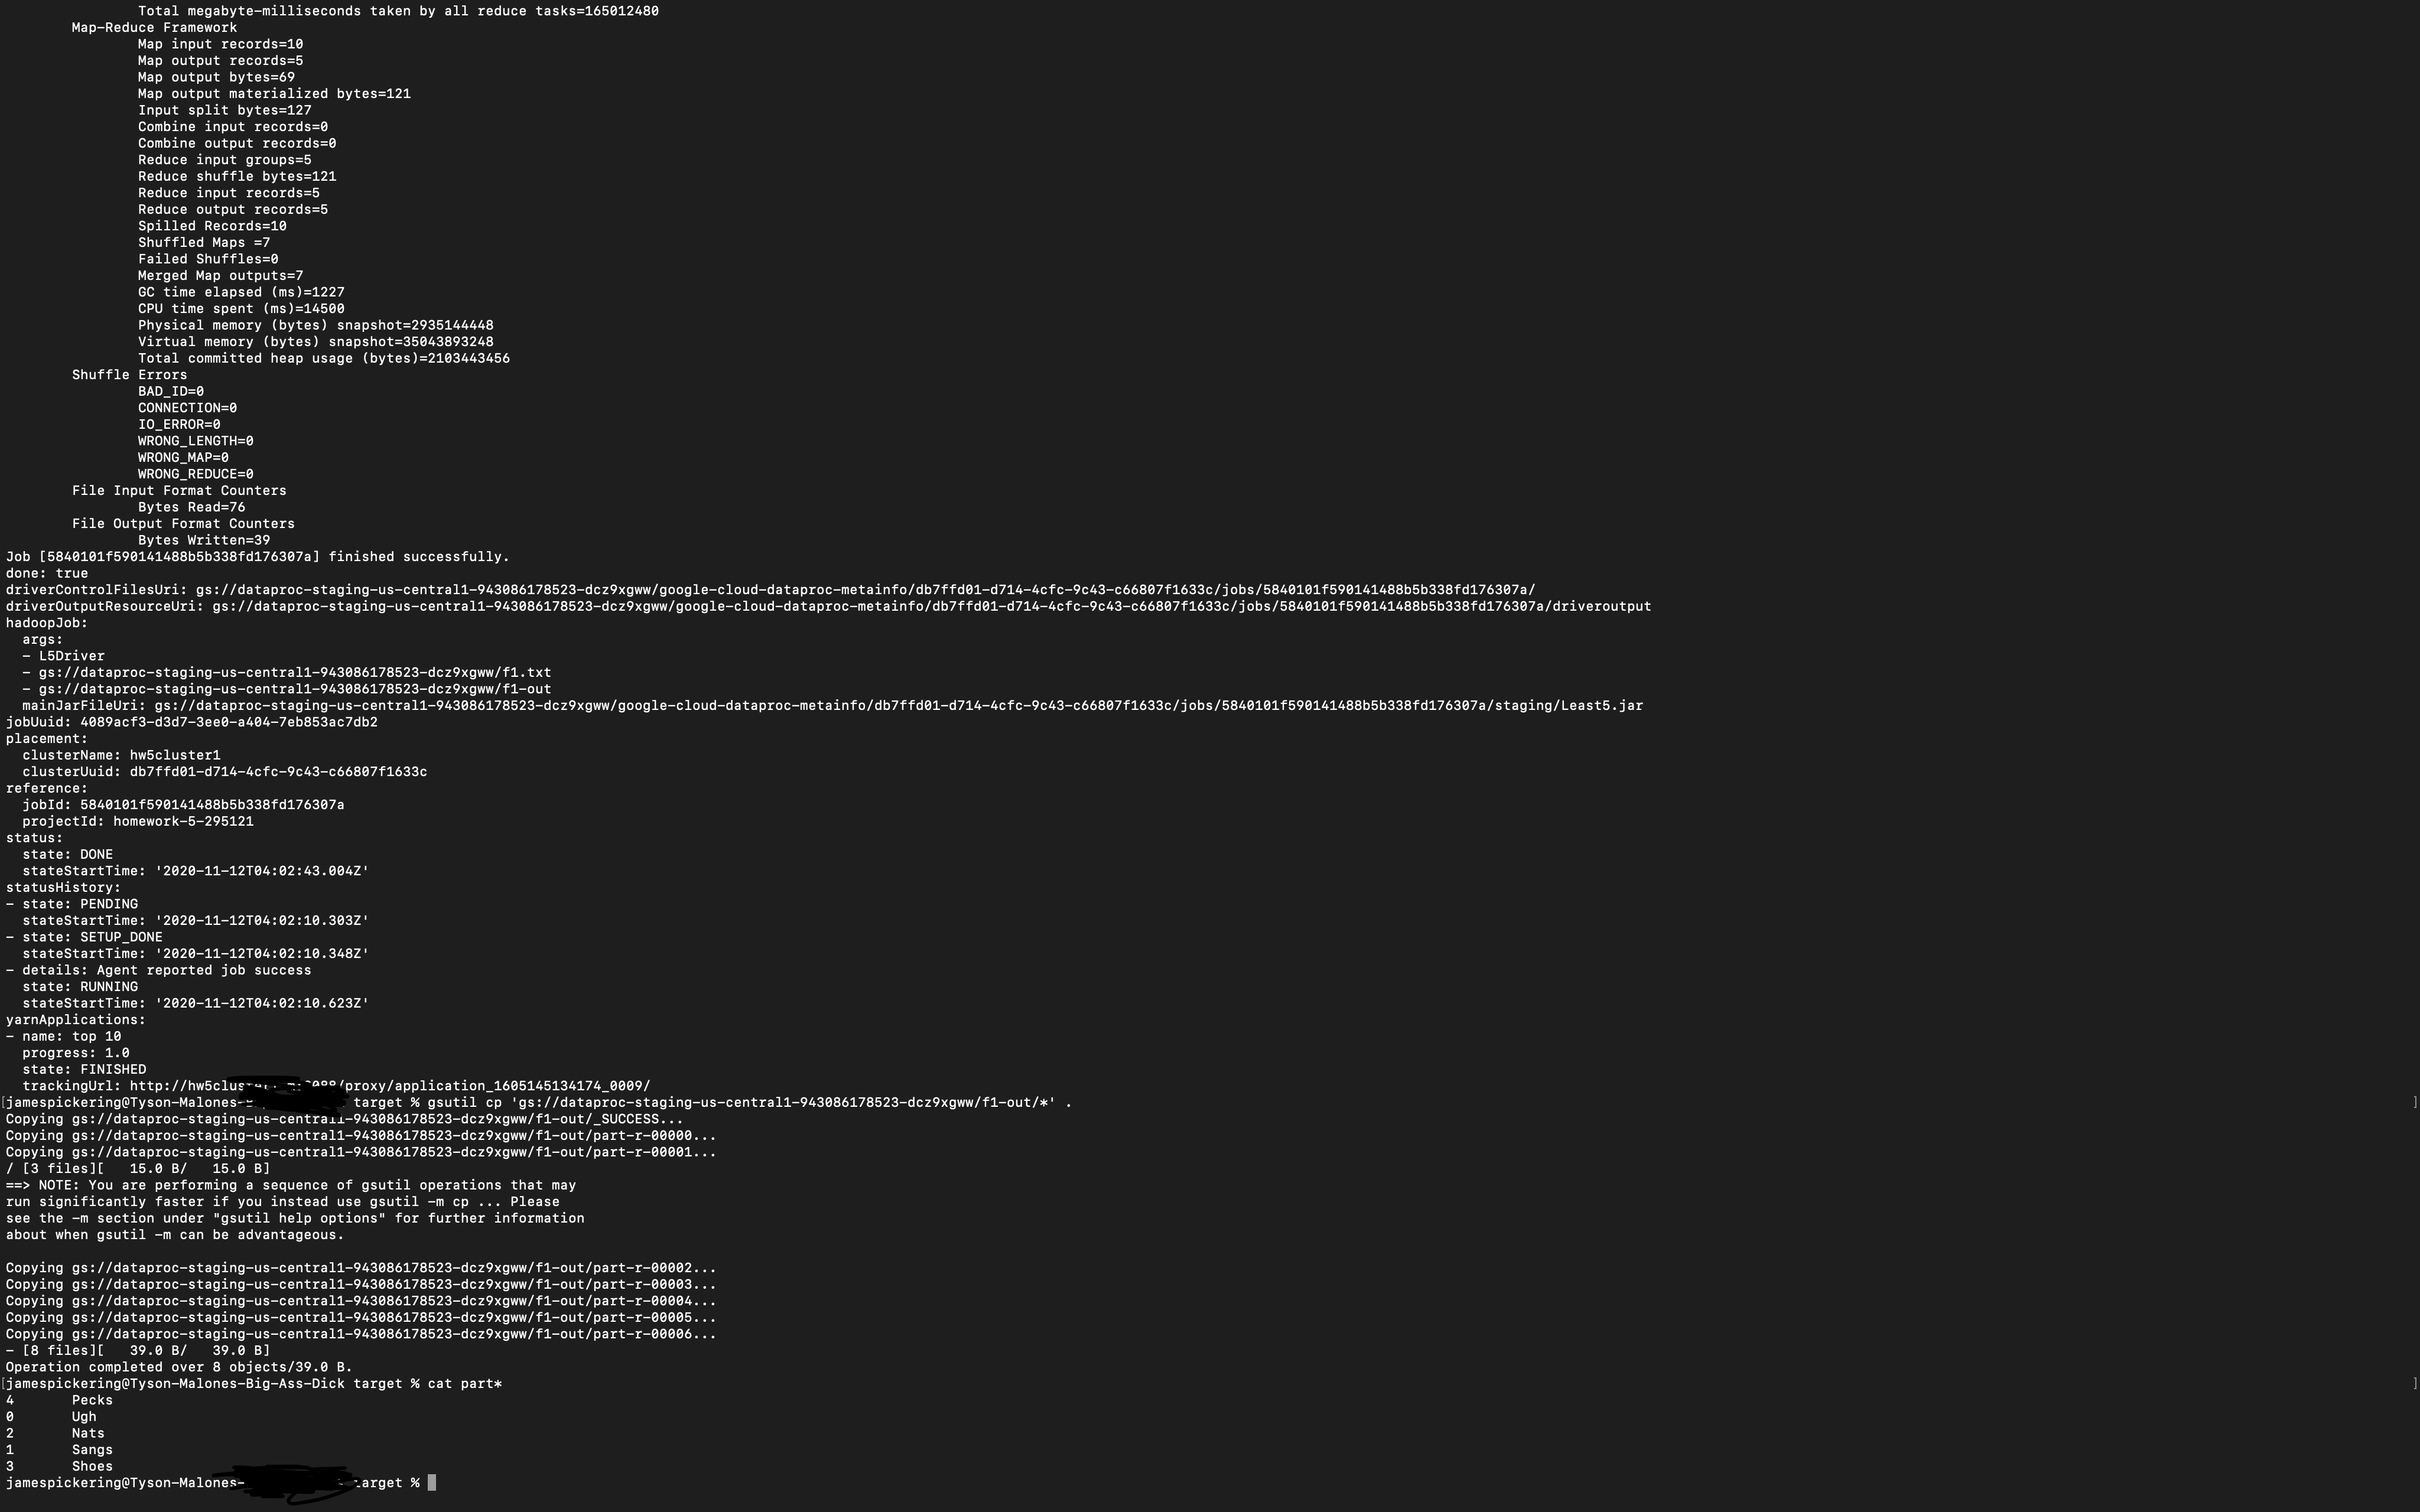 Total megabyte-milliseconds taken by all reduce tasks=165012480
Map-Reduce Framework
Map input records=10
Map output records=5
Map output bytes=69
Map output materialized bytes=121
Input split bytes=127
Combine input records=0
Combine output records=0
Reduce input groups=5
Reduce shuffle bytes=121
Reduce input records=5
Reduce output records=5
Spilled Records=10
Shuffled Maps =7
Failed Shuffles=0
Merged Map outputs=7
GC time elapsed (ms)=1227
CPU time spent (ms)=14500
Physical memory (bytes) snapshot=2935144448
Virtual memory (bytes) snapshot=35043893248
Total committed heap usage (bytes)=2103443456
Shuffle Errors
BAD_ID=0
CONNECTION=0
IO_ERROR=0
WRONG_LENGTH=0
WRONG_MAP=0
WRONG_REDUCE=0
File Input Format Counters
Bytes Read=76
File Output Format Counters
Bytes Written=39
Job [5840101f590141488b5b338fd176307a] finished successfully.
done: true
driverControlFilesUri: gs://dataproc-staging-us-central1-943086178523-dcz9xgww/google-cloud-dataproc-metainfo/db7ffd01-d714-4cfc-9c43-c66807f1633c/jobs/5840101f590141488b5b338fd176307a/
driverOutputResourceUri: gs://dataproc-staging-us-central1-943086178523-dcz9xgww/google-cloud-dataproc-metainfo/db7ffd01-d714-4cfc-9c43-c66807f1633c/jobs/5840101f590141488b5b338fd176307a/driveroutput
hadoopJob:
  args:
  - L5Driver
  - gs://dataproc-staging-us-central1-943086178523-dcz9xgww/f1.txt
  - gs://dataproc-staging-us-central1-943086178523-dcz9xgww/f1-out
  mainJarFileUri: gs://dataproc-staging-us-central1-943086178523-dcz9xgww/google-cloud-dataproc-metainfo/db7ffd01-d714-4cfc-9c43-c66807f1633c/jobs/5840101f590141488b5b338fd176307a/staging/Least5.jar
jobUuid: 4089acf3-d3d7-3ee0-a404-7eb853ac7db2
placement:
  clusterName: hw5cluster1
  clusterUuid: db7ffd01-d714-4cfc-9c43-c66807f1633c
reference:
  jobId: 5840101f590141488b5b338fd176307a
  projectId: homework-5-295121
status:
  state: DONE
  stateStartTime: '2020-11-12T04:02:43.004Z'
statusHistory:
- state: PENDING
  stateStartTime: '2020-11-12T04:02:10.303Z'
- state: SETUP_DONE
  stateStartTime: '2020-11-12T04:02:10.348Z'
- details: Agent reported job success
  state: RUNNING
  stateStartTime: '2020-11-12T04:02:10.623Z'
yarnApplications:
- name: top 10
  progress: 1.0
  state: FINISHED
  trackingUrl: http://hw5clus 088/proxy/application_1605145134174_0009/
[jamespickering@Tyson-Malones- target % gsutil cp 'gs://dataproc-staging-us-central1-943086178523-dcz9xgww/f1-out/*' . ]
Copying gs://dataproc-staging-us-central1-943086178523-dcz9xgww/f1-out/_SUCCESS...
Copying gs://dataproc-staging-us-central1-943086178523-dcz9xgww/f1-out/part-r-00000...
Copying gs://dataproc-staging-us-central1-943086178523-dcz9xgww/f1-out/part-r-00001...
/ [3 files][   15.0 B/   15.0 B]
==> NOTE: You are performing a sequence of gsutil operations that may
run significantly faster if you instead use gsutil -m cp ... Please
see the -m section under "gsutil help options" for further information
about when gsutil -m can be advantageous.
Copying gs://dataproc-staging-us-central1-943086178523-dcz9xgww/f1-out/part-r-00002...
Copying gs://dataproc-staging-us-central1-943086178523-dcz9xgww/f1-out/part-r-00003...
Copying gs://dataproc-staging-us-central1-943086178523-dcz9xgww/f1-out/part-r-00004...
Copying gs://dataproc-staging-us-central1-943086178523-dcz9xgww/f1-out/part-r-00005...
Copying gs://dataproc-staging-us-central1-943086178523-dcz9xgww/f1-out/part-r-00006...
- [8 files][   39.0 B/   39.0 B]
Operation completed over 8 objects/39.0 B.
[jamespickering@Tyson-Malones-Big-Ass-Dick target % cat part* ]
4 Pecks
0 Ugh
2 Nats
1 Sangs
3 Shoes
jamespickering@Tyson-Malones- target %